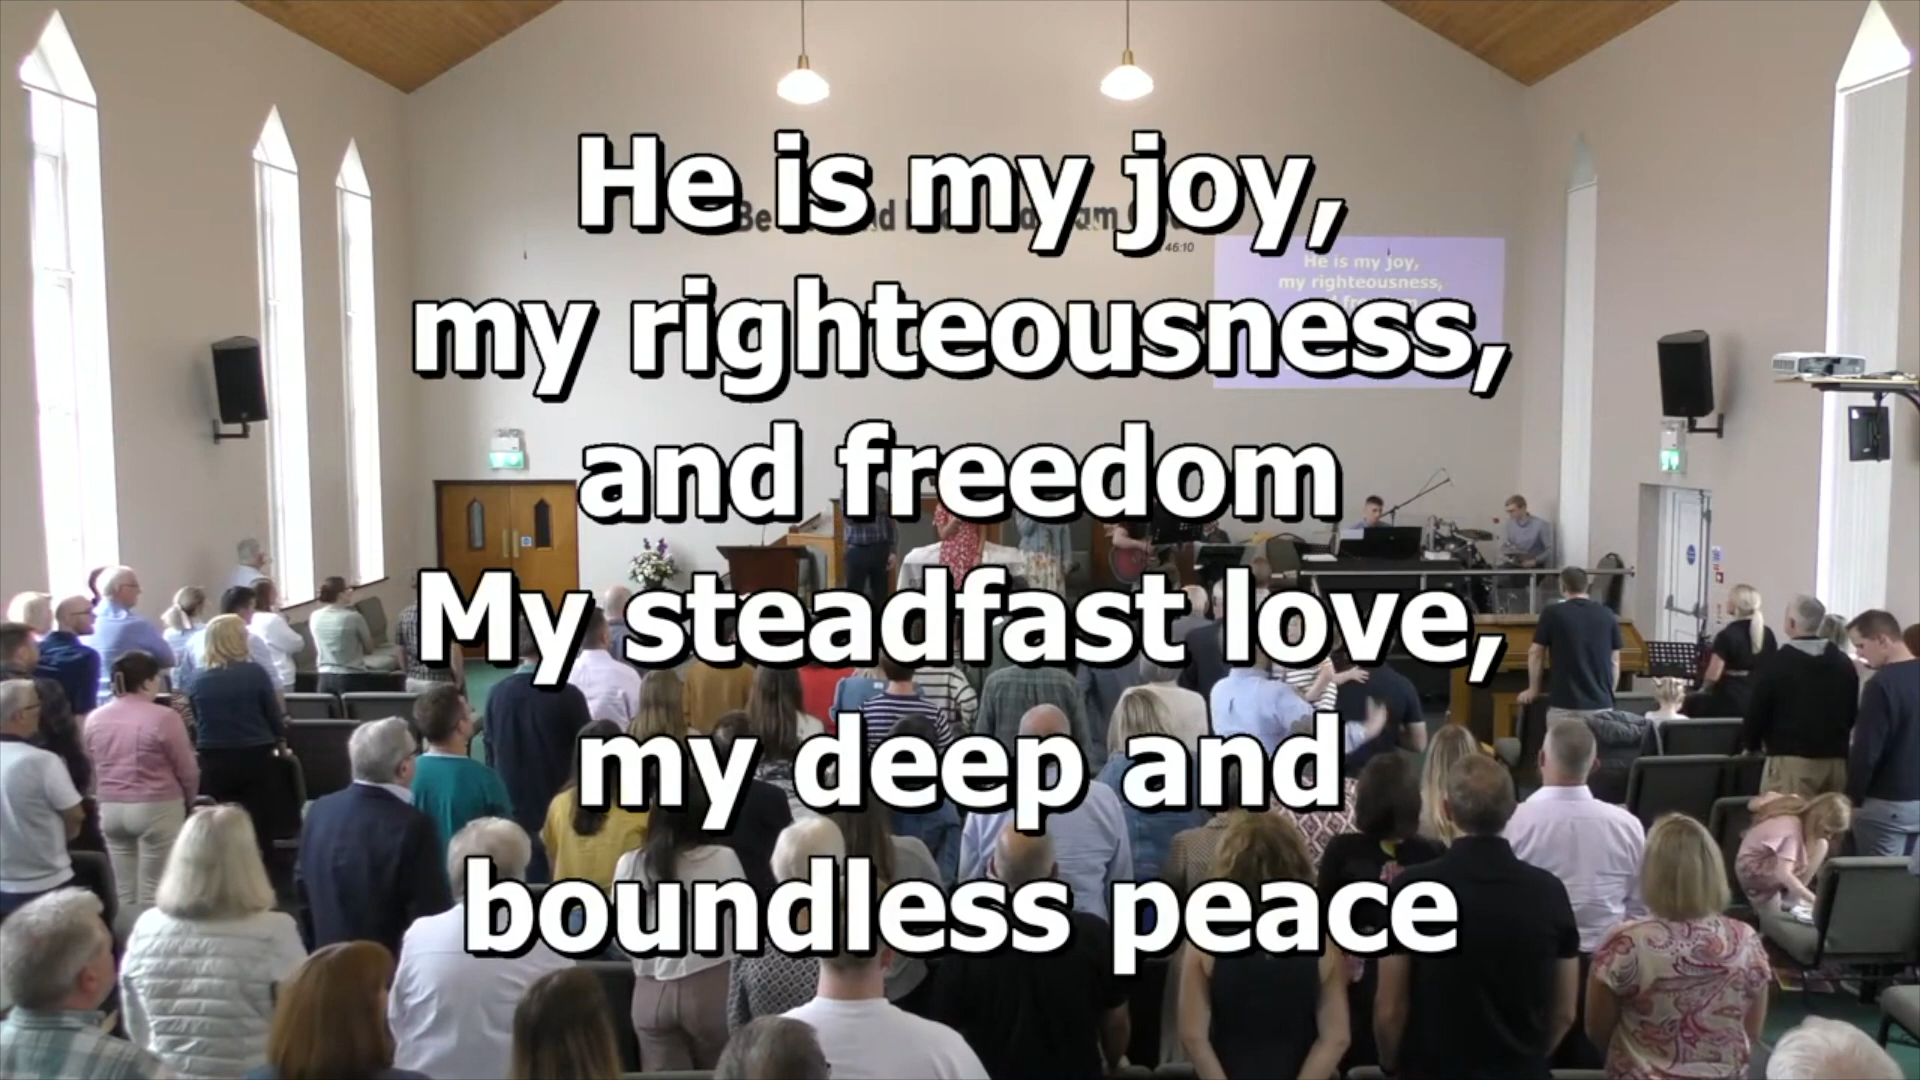 He is my joy,
my righteousness,
and freedom
My steadfast love,
my deep and
boundless peace
Be
46:10
He is my joy,
my righteousness,